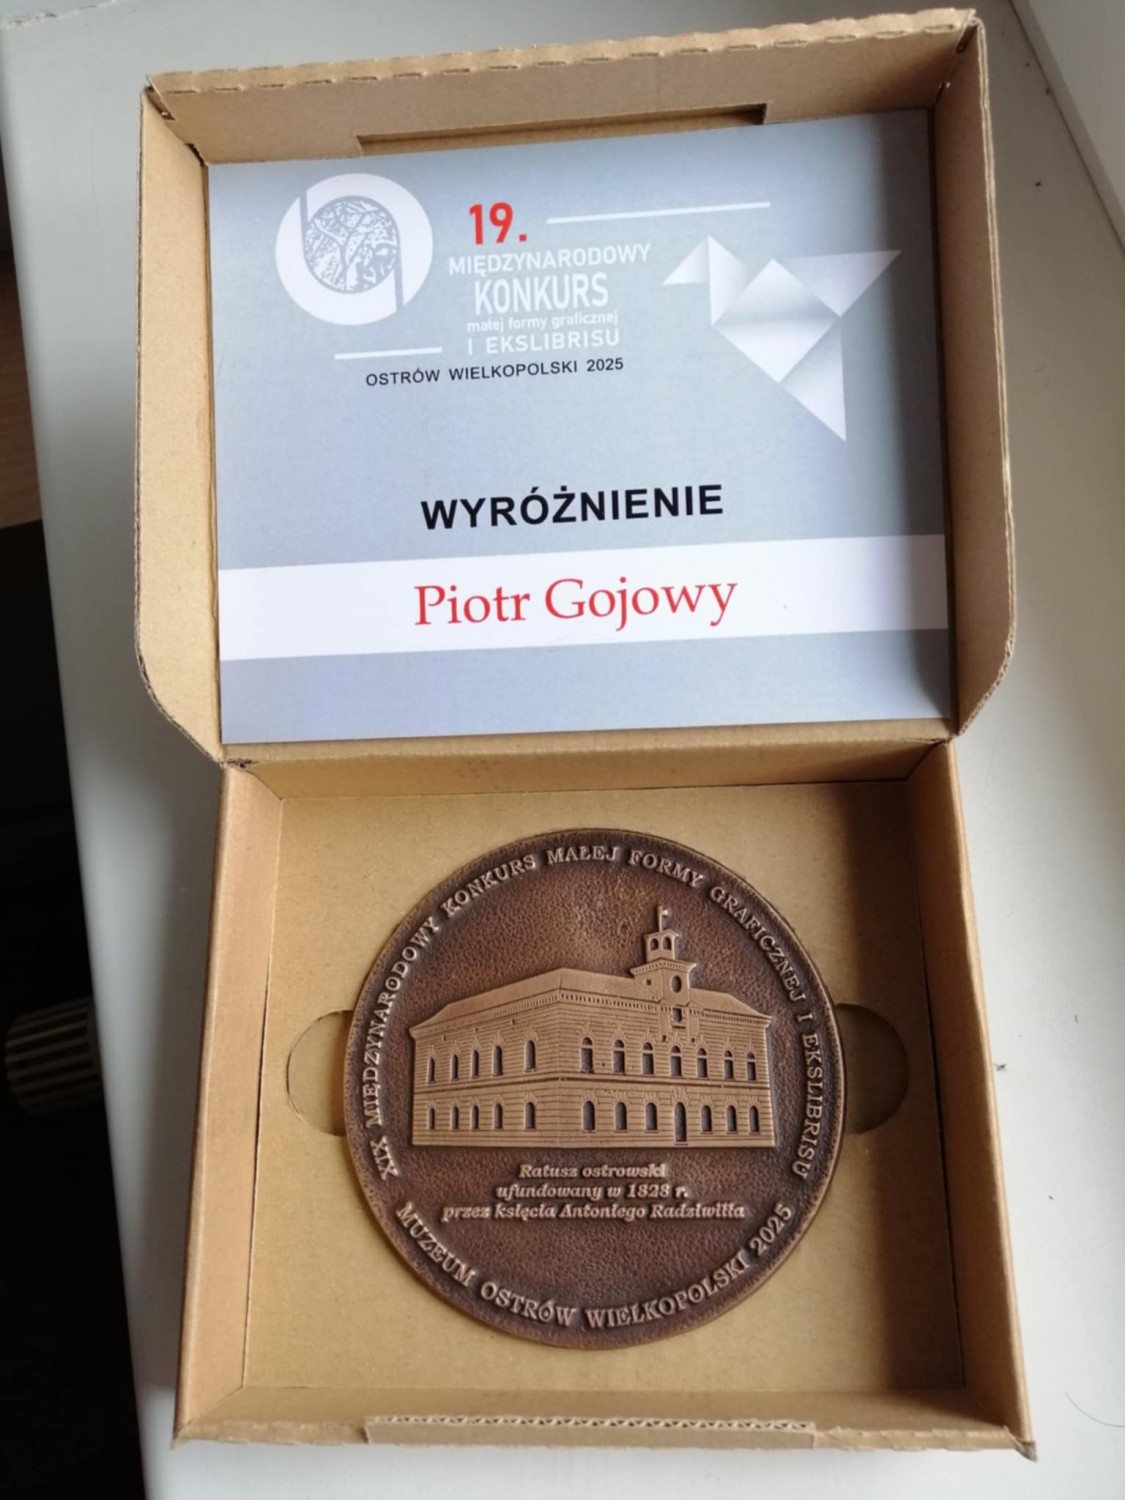 19.
MIĘDZYNARODOWY
KONKURS
małej formy graficznej
I EKSLIBRISU
OSTRÓW WIELKOPOLSKI 2025
WYRÓŻNIENIE
Piotr Gojowy
XIX MIĘDZYNARODOWY KONKURS MAŁEJ FORMY GRAFICZNEJ I EKSLIBRISU
Ratusz ostrowski
ufundowany w 1828 r.
przez księcia Antoniego Radziwiłła
MUZEUM OSTRÓW WIELKOPOLSKI 2025